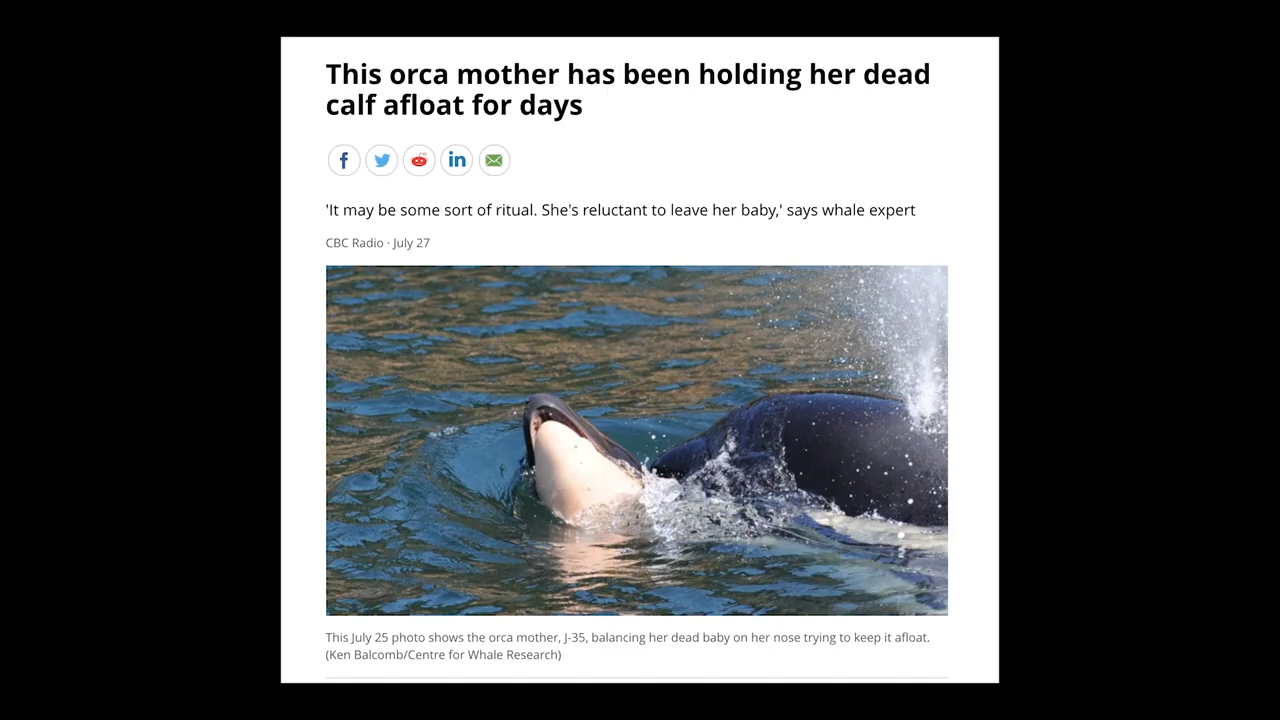 This orca mother has been holding her dead
calf afloat for days
'It may be some sort of ritual. She's reluctant to leave her baby,' says whale expert
CBC Radio · July 27
This July 25 photo shows the orca mother, J-35, balancing her dead baby on her nose trying to keep it afloat.
(Ken Balcomb/Centre for Whale Research)